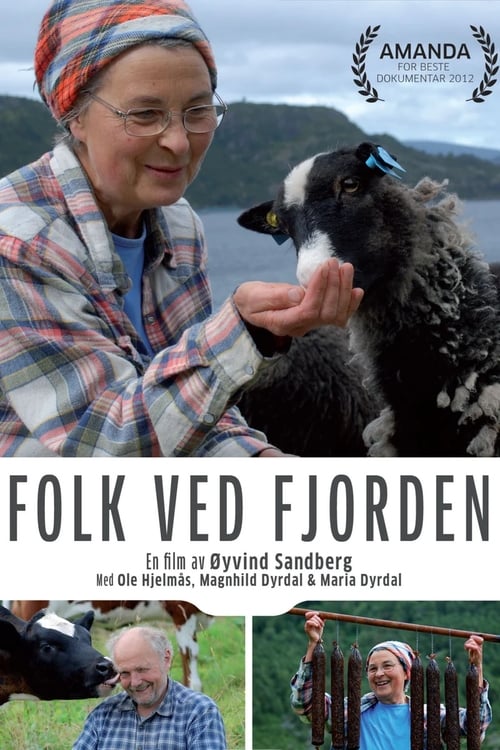 AMANDA
FOR BESTE
DOKUMENTAR 2012
FOLK VED FJORDEN
En film av Øyvind Sandberg
Med Ole Hjelmås, Magnhild Dyrdal & Maria Dyrdal